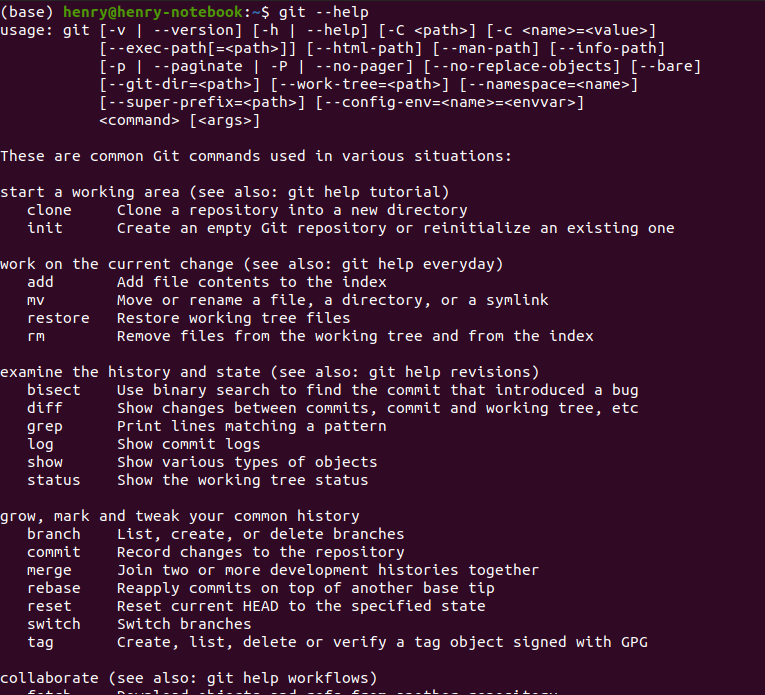 (base) henry@henry-notebook:~$ git --help
usage: git [-v | --version] [-h | --help] [-C <path>] [-c <name>=<value>]
           [--exec-path[=<path>]] [--html-path] [--man-path] [--info-path]
           [-p | --paginate | -P | --no-pager] [--no-replace-objects] [--bare]
           [--git-dir=<path>] [--work-tree=<path>] [--namespace=<name>]
           [--super-prefix=<path>] [--config-env=<name>=<envvar>]
           <command> [<args>]

These are common Git commands used in various situations:

start a working area (see also: git help tutorial)
   clone     Clone a repository into a new directory
   init      Create an empty Git repository or reinitialize an existing one

work on the current change (see also: git help everyday)
   add       Add file contents to the index
   mv        Move or rename a file, a directory, or a symlink
   restore   Restore working tree files
   rm        Remove files from the working tree and from the index

examine the history and state (see also: git help revisions)
   bisect    Use binary search to find the commit that introduced a bug
   diff      Show changes between commits, commit and working tree, etc
   grep      Print lines matching a pattern
   log       Show commit logs
   show      Show various types of objects
   status    Show the working tree status

grow, mark and tweak your common history
   branch    List, create, or delete branches
   commit    Record changes to the repository
   merge     Join two or more development histories together
   rebase    Reapply commits on top of another base tip
   reset     Reset current HEAD to the specified state
   switch    Switch branches
   tag       Create, list, delete or verify a tag object signed with GPG

collaborate (see also: git help workflows)